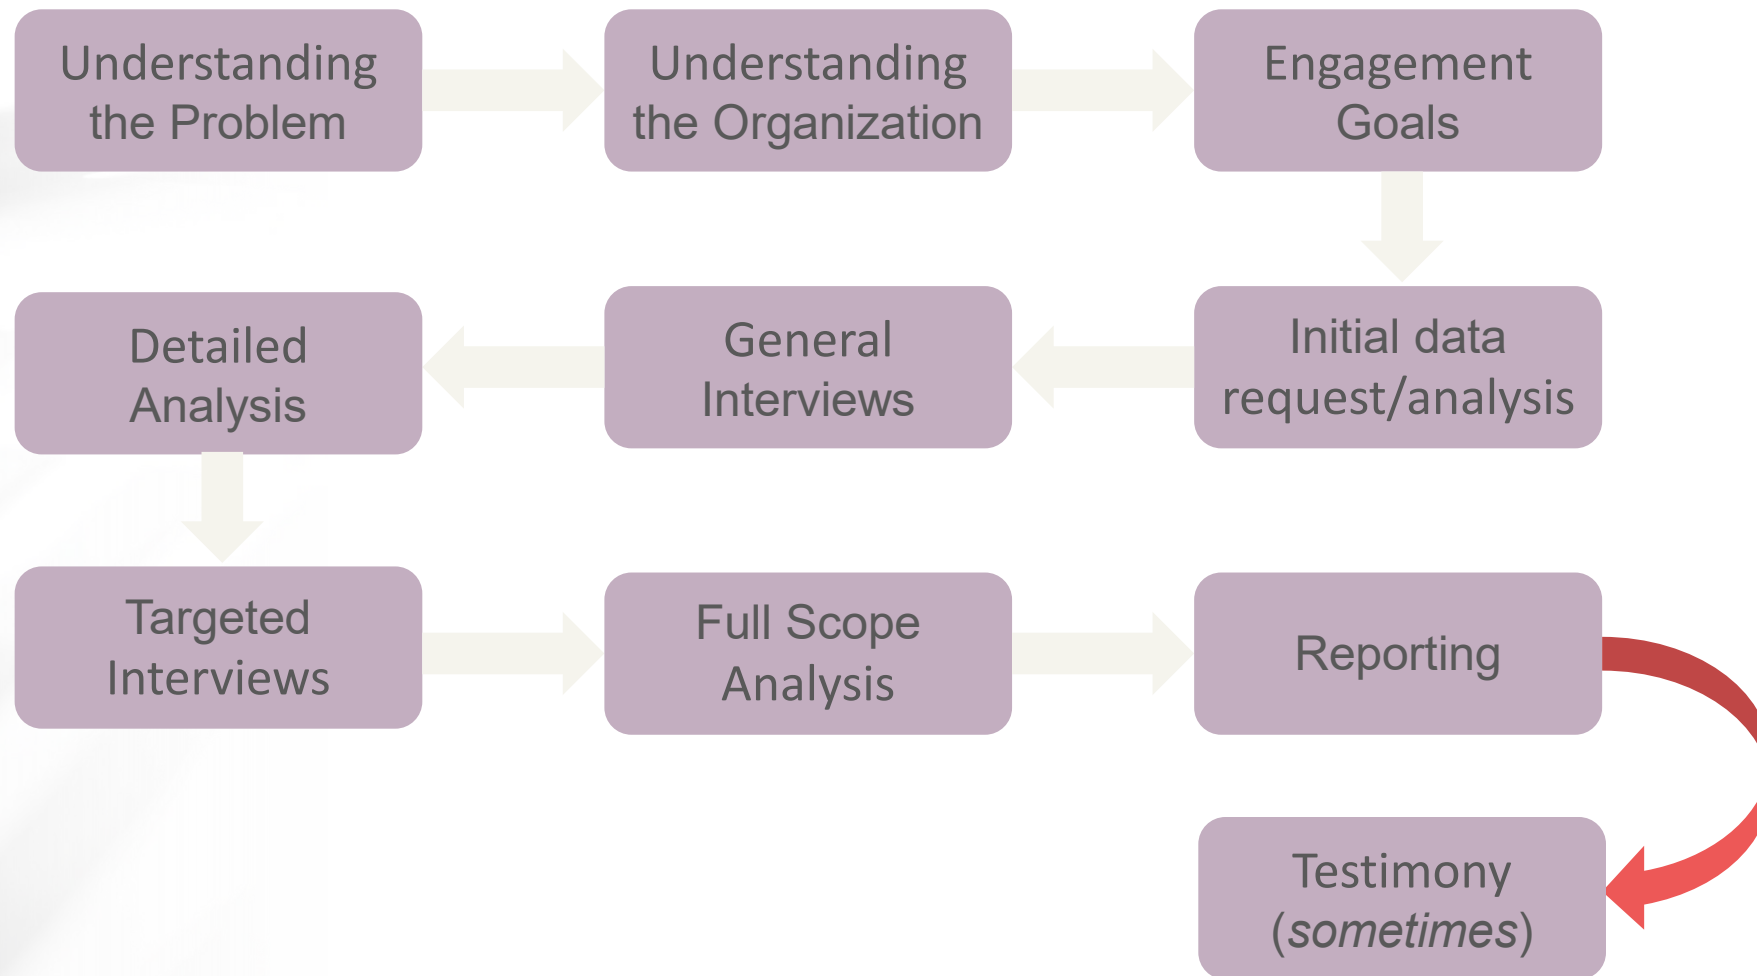 Understanding
the Problem
Understanding
the Organization
Engagement
Goals
Initial data
request/analysis
General
Interviews
Detailed
Analysis
Targeted
Interviews
Full Scope
Analysis
Reporting
Testimony
(sometimes)